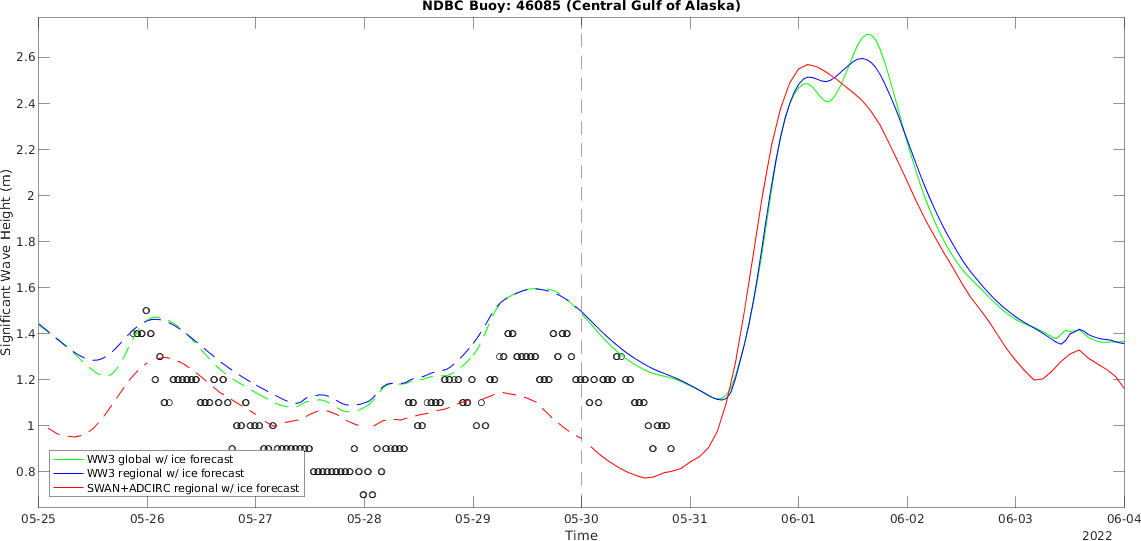 NDBC Buoy: 46085 (Central Gulf of Alaska)
Significant Wave Height (m)
2.6
2.4
2.2
2
1.8
1.6
1.4
1.2
1
0.8
WW3 global w/ ice forecast
WW3 regional w/ ice forecast
SWAN+ADCIRC regional w/ ice forecast
05-25 05-26 05-27 05-28 05-29 05-30 05-31 06-01 06-02 06-03 06-04
Time
2022